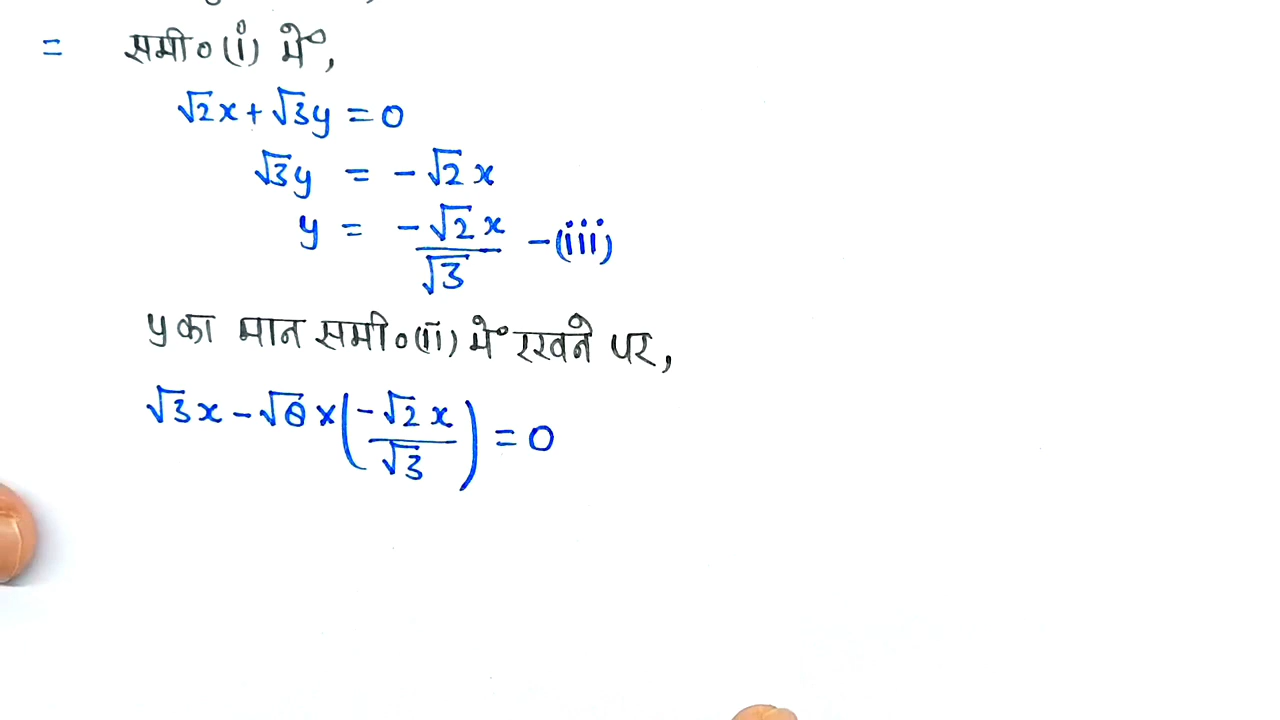 = समी० (i) में,
√2x + √3y = 0
√3y = -√2x
y = -√2x/√3 - (iii)
y का मान समी० (ii) में रखने पर,
√3x - √8 × (-√2x/√3) = 0